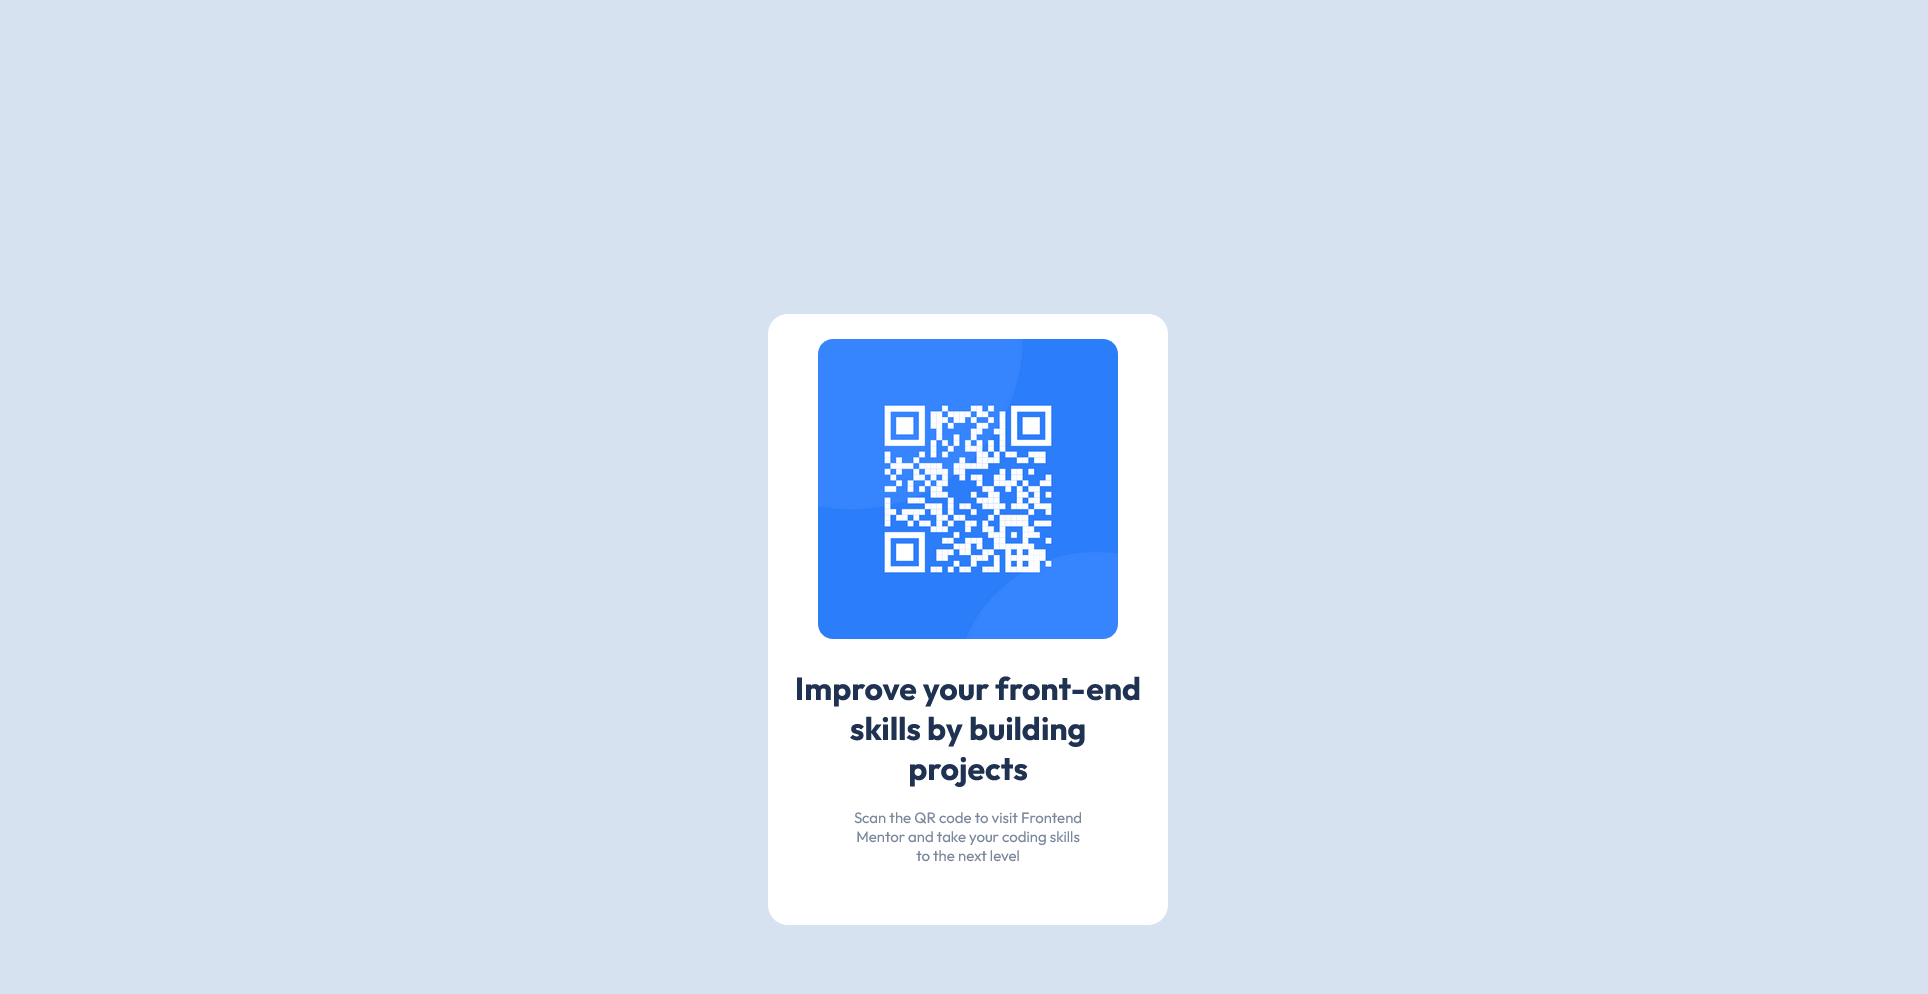 Improve your front-end
skills by building
projects
Scan the QR code to visit Frontend
Mentor and take your coding skills
to the next level